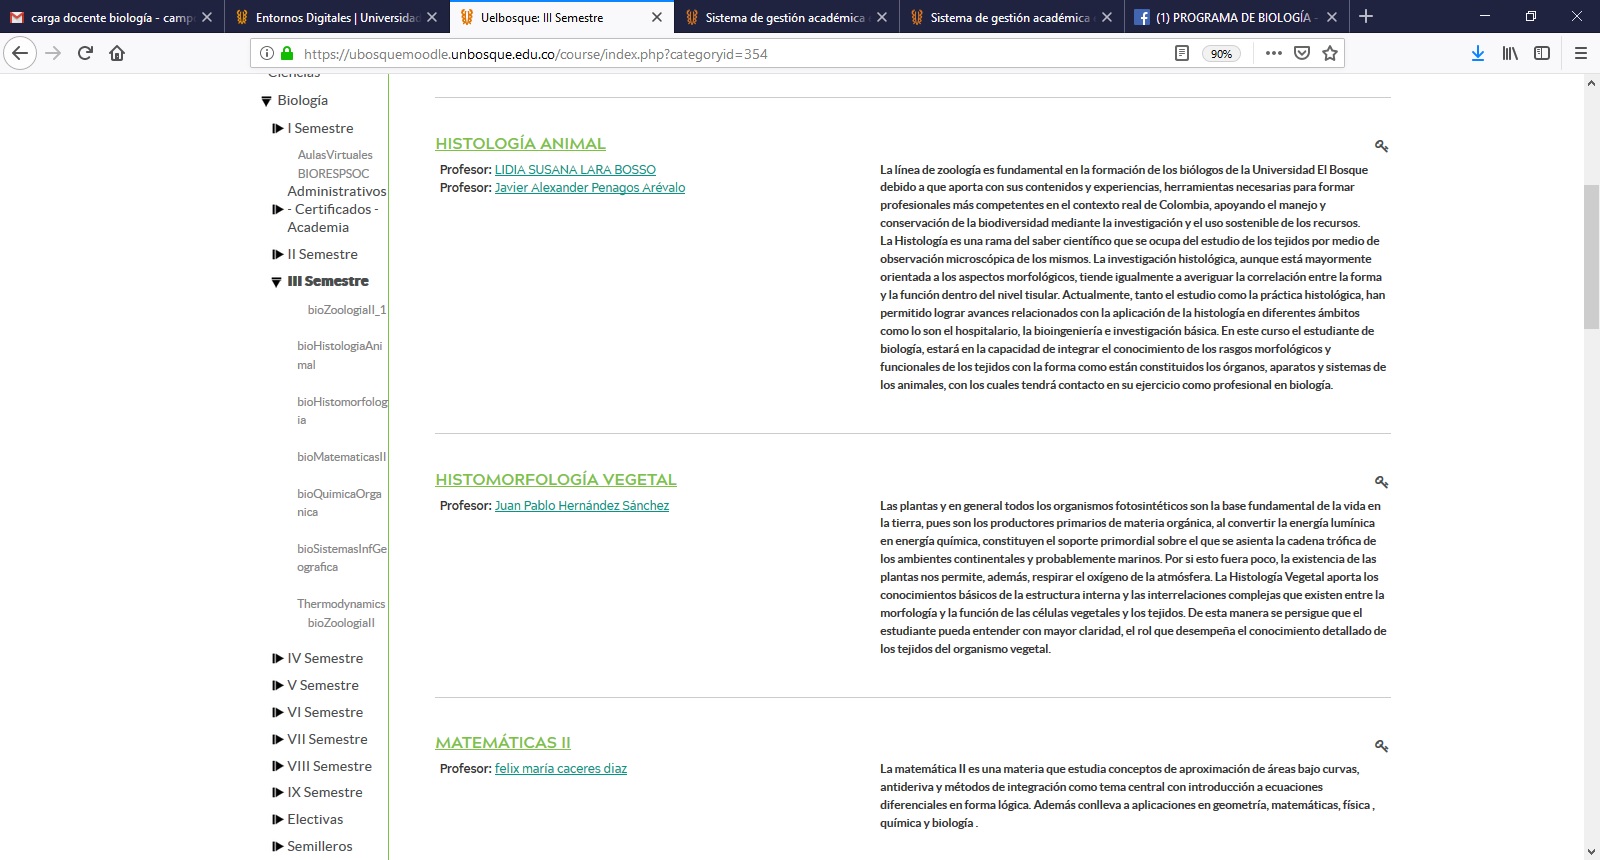 carga docente biología - camp
Entornos Digitales | Universidad
Uelbosque: III Semestre
Sistema de gestión académica
Sistema de gestión académica
(1) PROGRAMA DE BIOLOGÍA -
https://ubosquemoodle.unbosque.edu.co/course/index.php?categoryid=354
90%
Ciencias
Biología
I Semestre
AulasVirtuales
BIORESPSOC
Administrativos
- Certificados -
Academia
II Semestre
III Semestre
bioZoologiaII_1
bioHistologiaAni
mal
bioHistomorfolog
ia
bioMatematicasII
bioQuimicaOrga
nica
bioSistemasInfGe
ografica
Thermodynamics
bioZoologiaII
IV Semestre
V Semestre
VI Semestre
VII Semestre
VIII Semestre
IX Semestre
Electivas
Semilleros
HISTOLOGÍA ANIMAL
Profesor: LIDIA SUSANA LARA BOSSO
Profesor: Javier Alexander Penagos Arévalo
La línea de zoología es fundamental en la formación de los biólogos de la Universidad El Bosque
debido a que aporta con sus contenidos y experiencias, herramientas necesarias para formar
profesionales más competentes en el contexto real de Colombia, apoyando el manejo y
conservación de la biodiversidad mediante la investigación y el uso sostenible de los recursos.
La Histología es una rama del saber científico que se ocupa del estudio de los tejidos por medio de
observación microscópica de los mismos. La investigación histológica, aunque está mayormente
orientada a los aspectos morfológicos, tiende igualmente a averiguar la correlación entre la forma
y la función dentro del nivel tisular. Actualmente, tanto el estudio como la práctica histológica, han
permitido lograr avances relacionados con la aplicación de la histología en diferentes ámbitos
como lo son el hospitalario, la bioingeniería e investigación básica. En este curso el estudiante de
biología, estará en la capacidad de integrar el conocimiento de los rasgos morfológicos y
funcionales de los tejidos con la forma como están constituidos los órganos, aparatos y sistemas de
los animales, con los cuales tendrá contacto en su ejercicio como profesional en biología.
HISTOMORFOLOGÍA VEGETAL
Profesor: Juan Pablo Hernández Sánchez
Las plantas y en general todos los organismos fotosintéticos son la base fundamental de la vida en
la tierra, pues son los productores primarios de materia orgánica, al convertir la energía lumínica
en energía química, constituyen el soporte primordial sobre el que se asienta la cadena trófica de
los ambientes continentales y probablemente marinos. Por si esto fuera poco, la existencia de las
plantas nos permite, además, respirar el oxígeno de la atmósfera. La Histología Vegetal aporta los
conocimientos básicos de la estructura interna y las interrelaciones complejas que existen entre la
morfología y la función de las células vegetales y los tejidos. De esta manera se persigue que el
estudiante pueda entender con mayor claridad, el rol que desempeña el conocimiento detallado de
los tejidos del organismo vegetal.
MATEMÁTICAS II
Profesor: felix maría caceres diaz
La matemática II es una materia que estudia conceptos de aproximación de áreas bajo curvas,
antideriva y métodos de integración como tema central con introducción a ecuaciones
diferenciales en forma lógica. Además conlleva a aplicaciones en geometría, matemáticas, física ,
química y biología .